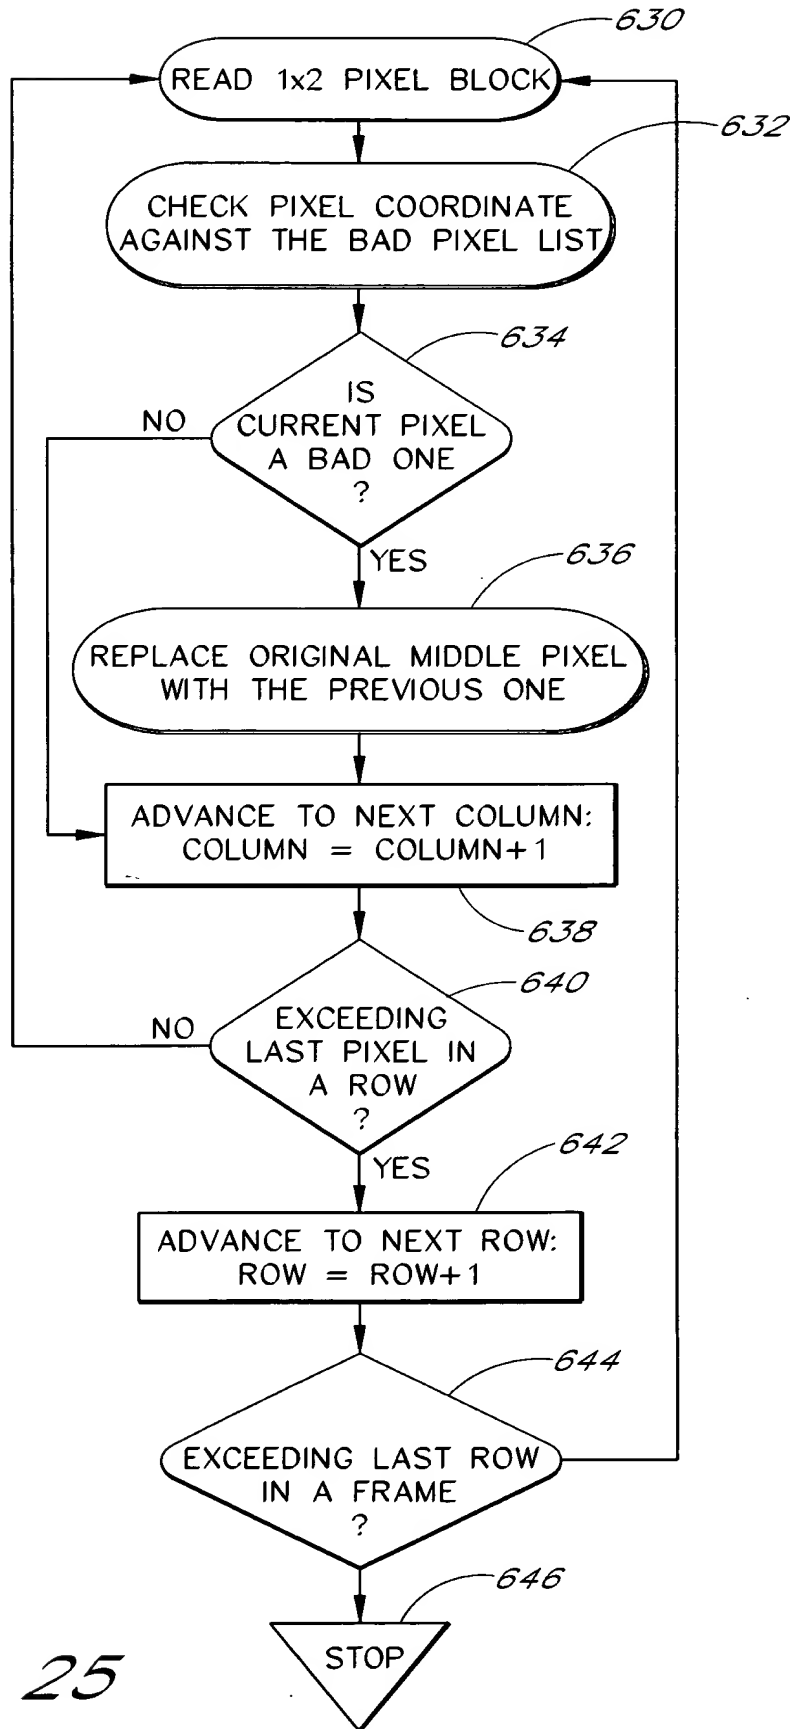 630
READ 1x2 PIXEL BLOCK
632
CHECK PIXEL COORDINATE
AGAINST THE BAD PIXEL LIST
634
IS
CURRENT PIXEL
A BAD ONE
?
NO
YES
636
REPLACE ORIGINAL MIDDLE PIXEL
WITH THE PREVIOUS ONE
ADVANCE TO NEXT COLUMN:
COLUMN = COLUMN+1
638
640
EXCEEDING
LAST PIXEL IN
A ROW
?
NO
YES
642
ADVANCE TO NEXT ROW:
ROW = ROW+1
644
EXCEEDING LAST ROW
IN A FRAME
?
646
STOP
25